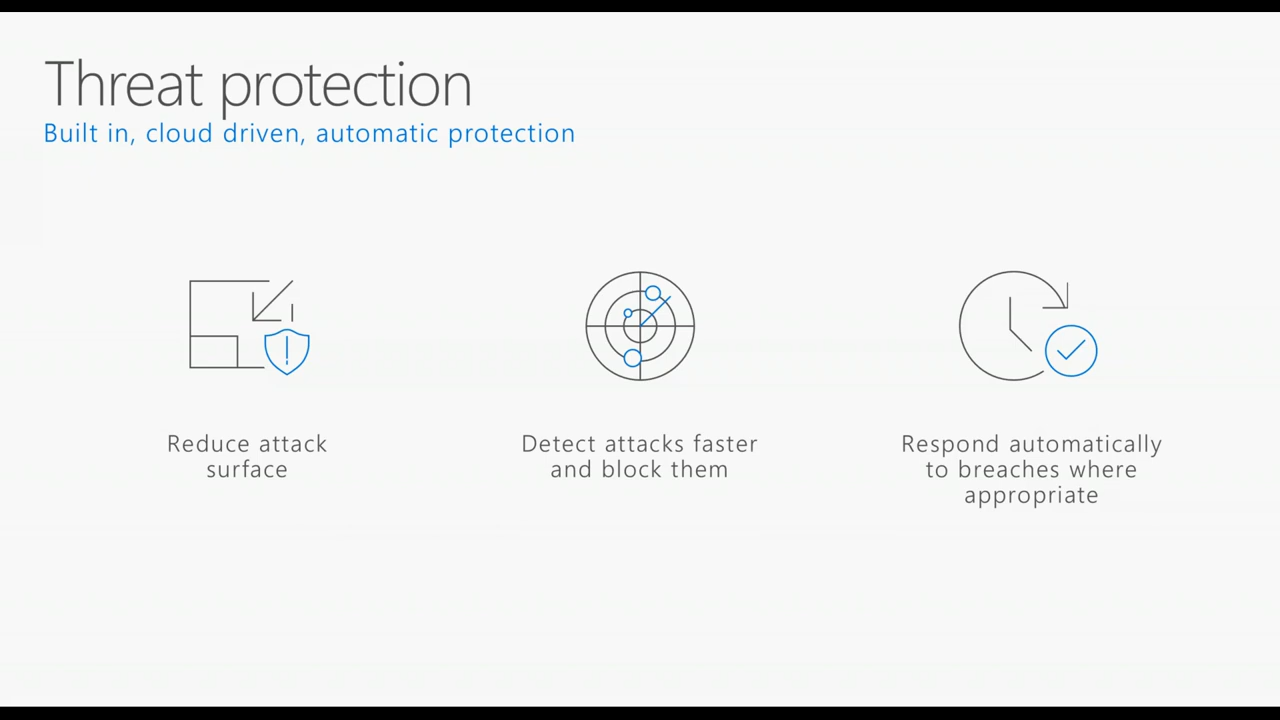 Threat protection
Built in, cloud driven, automatic protection
Reduce attack
surface
Detect attacks faster
and block them
Respond automatically
to breaches where
appropriate